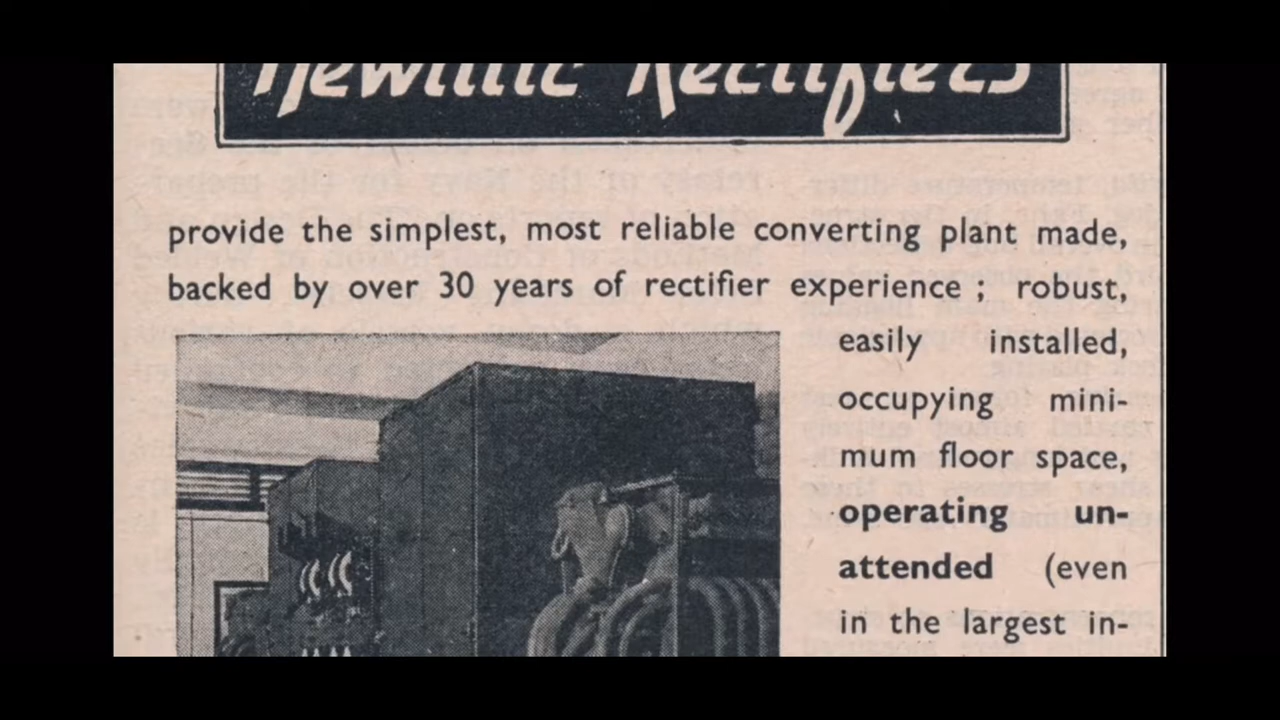 Hewittic Rectifiers
provide the simplest, most reliable converting plant made,
backed by over 30 years of rectifier experience ; robust,
easily installed,
occupying mini-
mum floor space,
operating un-
attended (even
in the largest in-